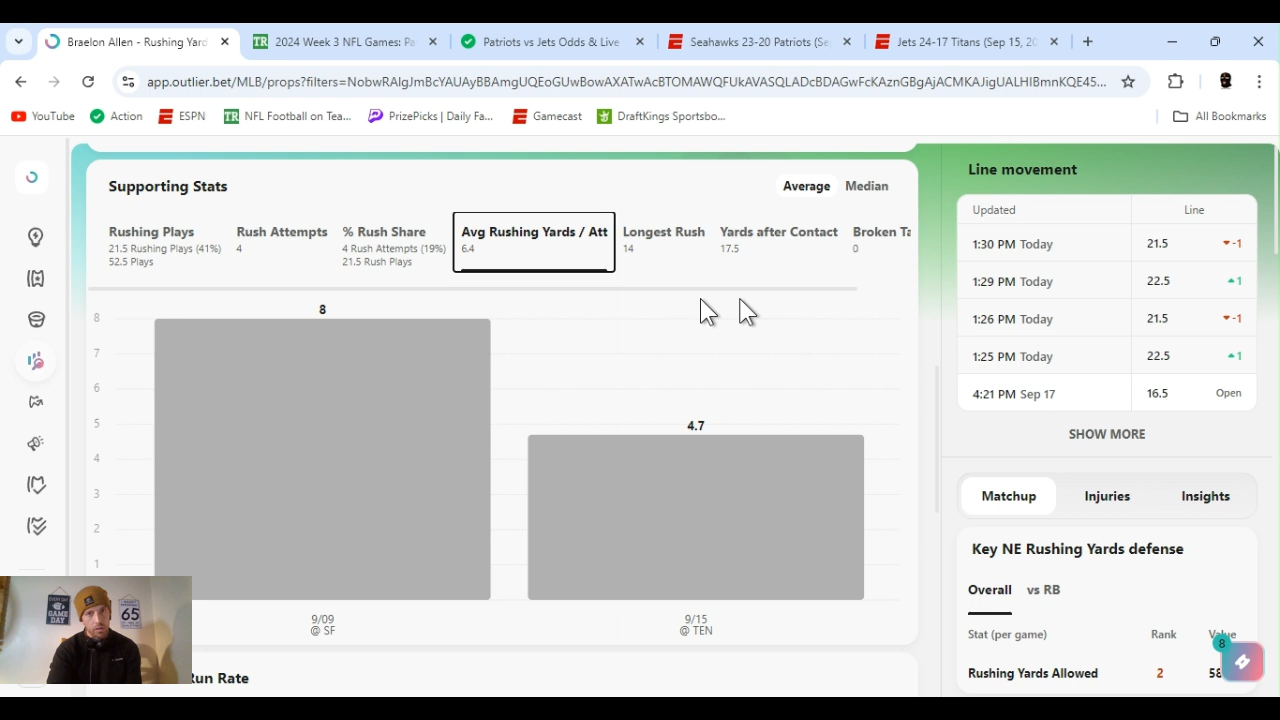 Braelon Allen - Rushing Yard
2024 Week 3 NFL Games: Pa
Patriots vs Jets Odds & Live
Seahawks 23-20 Patriots (Se
Jets 24-17 Titans (Sep 15, 20
YouTube
Action
ESPN
NFL Football on Tea...
PrizePicks | Daily Fa...
Gamecast
DraftKings Sportsbo...
All Bookmarks
Supporting Stats
Average
Median
Rushing Plays
21.5 Rushing Plays (41%)
52.5 Plays
Rush Attempts
4
% Rush Share
4 Rush Attempts (19%)
21.5 Rush Plays
Avg Rushing Yards / Att
6.4
Longest Rush
14
Yards after Contact
17.5
Broken Ta
0
8
7
6
5
4
3
2
1
8
4.7
9/09
@ SF
9/15
@ TEN
Run Rate
Line movement
Updated Line
1:30 PM Today 21.5 -1
1:29 PM Today 22.5 1
1:26 PM Today 21.5 -1
1:25 PM Today 22.5 1
4:21 PM Sep 17 16.5 Open
SHOW MORE
Matchup
Injuries
Insights
Key NE Rushing Yards defense
Overall
vs RB
Stat (per game) Rank Value
Rushing Yards Allowed 2 58
8
GAME
DAY
65